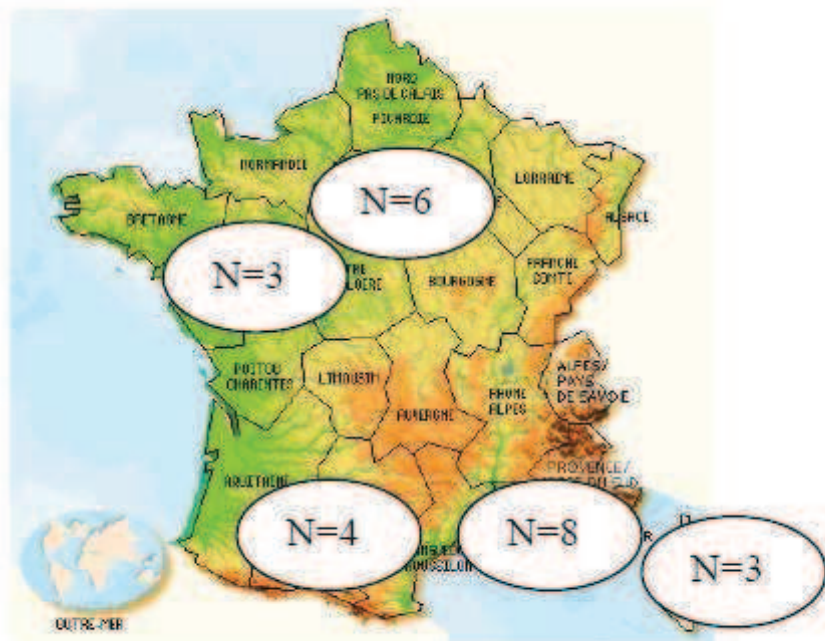 NORD
PAS DE CALAIS
PICARDIE
NORMANDIE
LORRAINE
ALSACE
N=6
BRETAGNE
N=3
LOIRE
BOURGOGNE
FRANCHE
COMTE
POITOU
CHARENTES
LIMOUSIN
AUVERGNE
RHONE
ALPES
ALPES/
PAYS
DE SAVOIE
PROVENCE/
SUD
AQUITAINE
N=4
N=8
N=3
OUTRE-MER